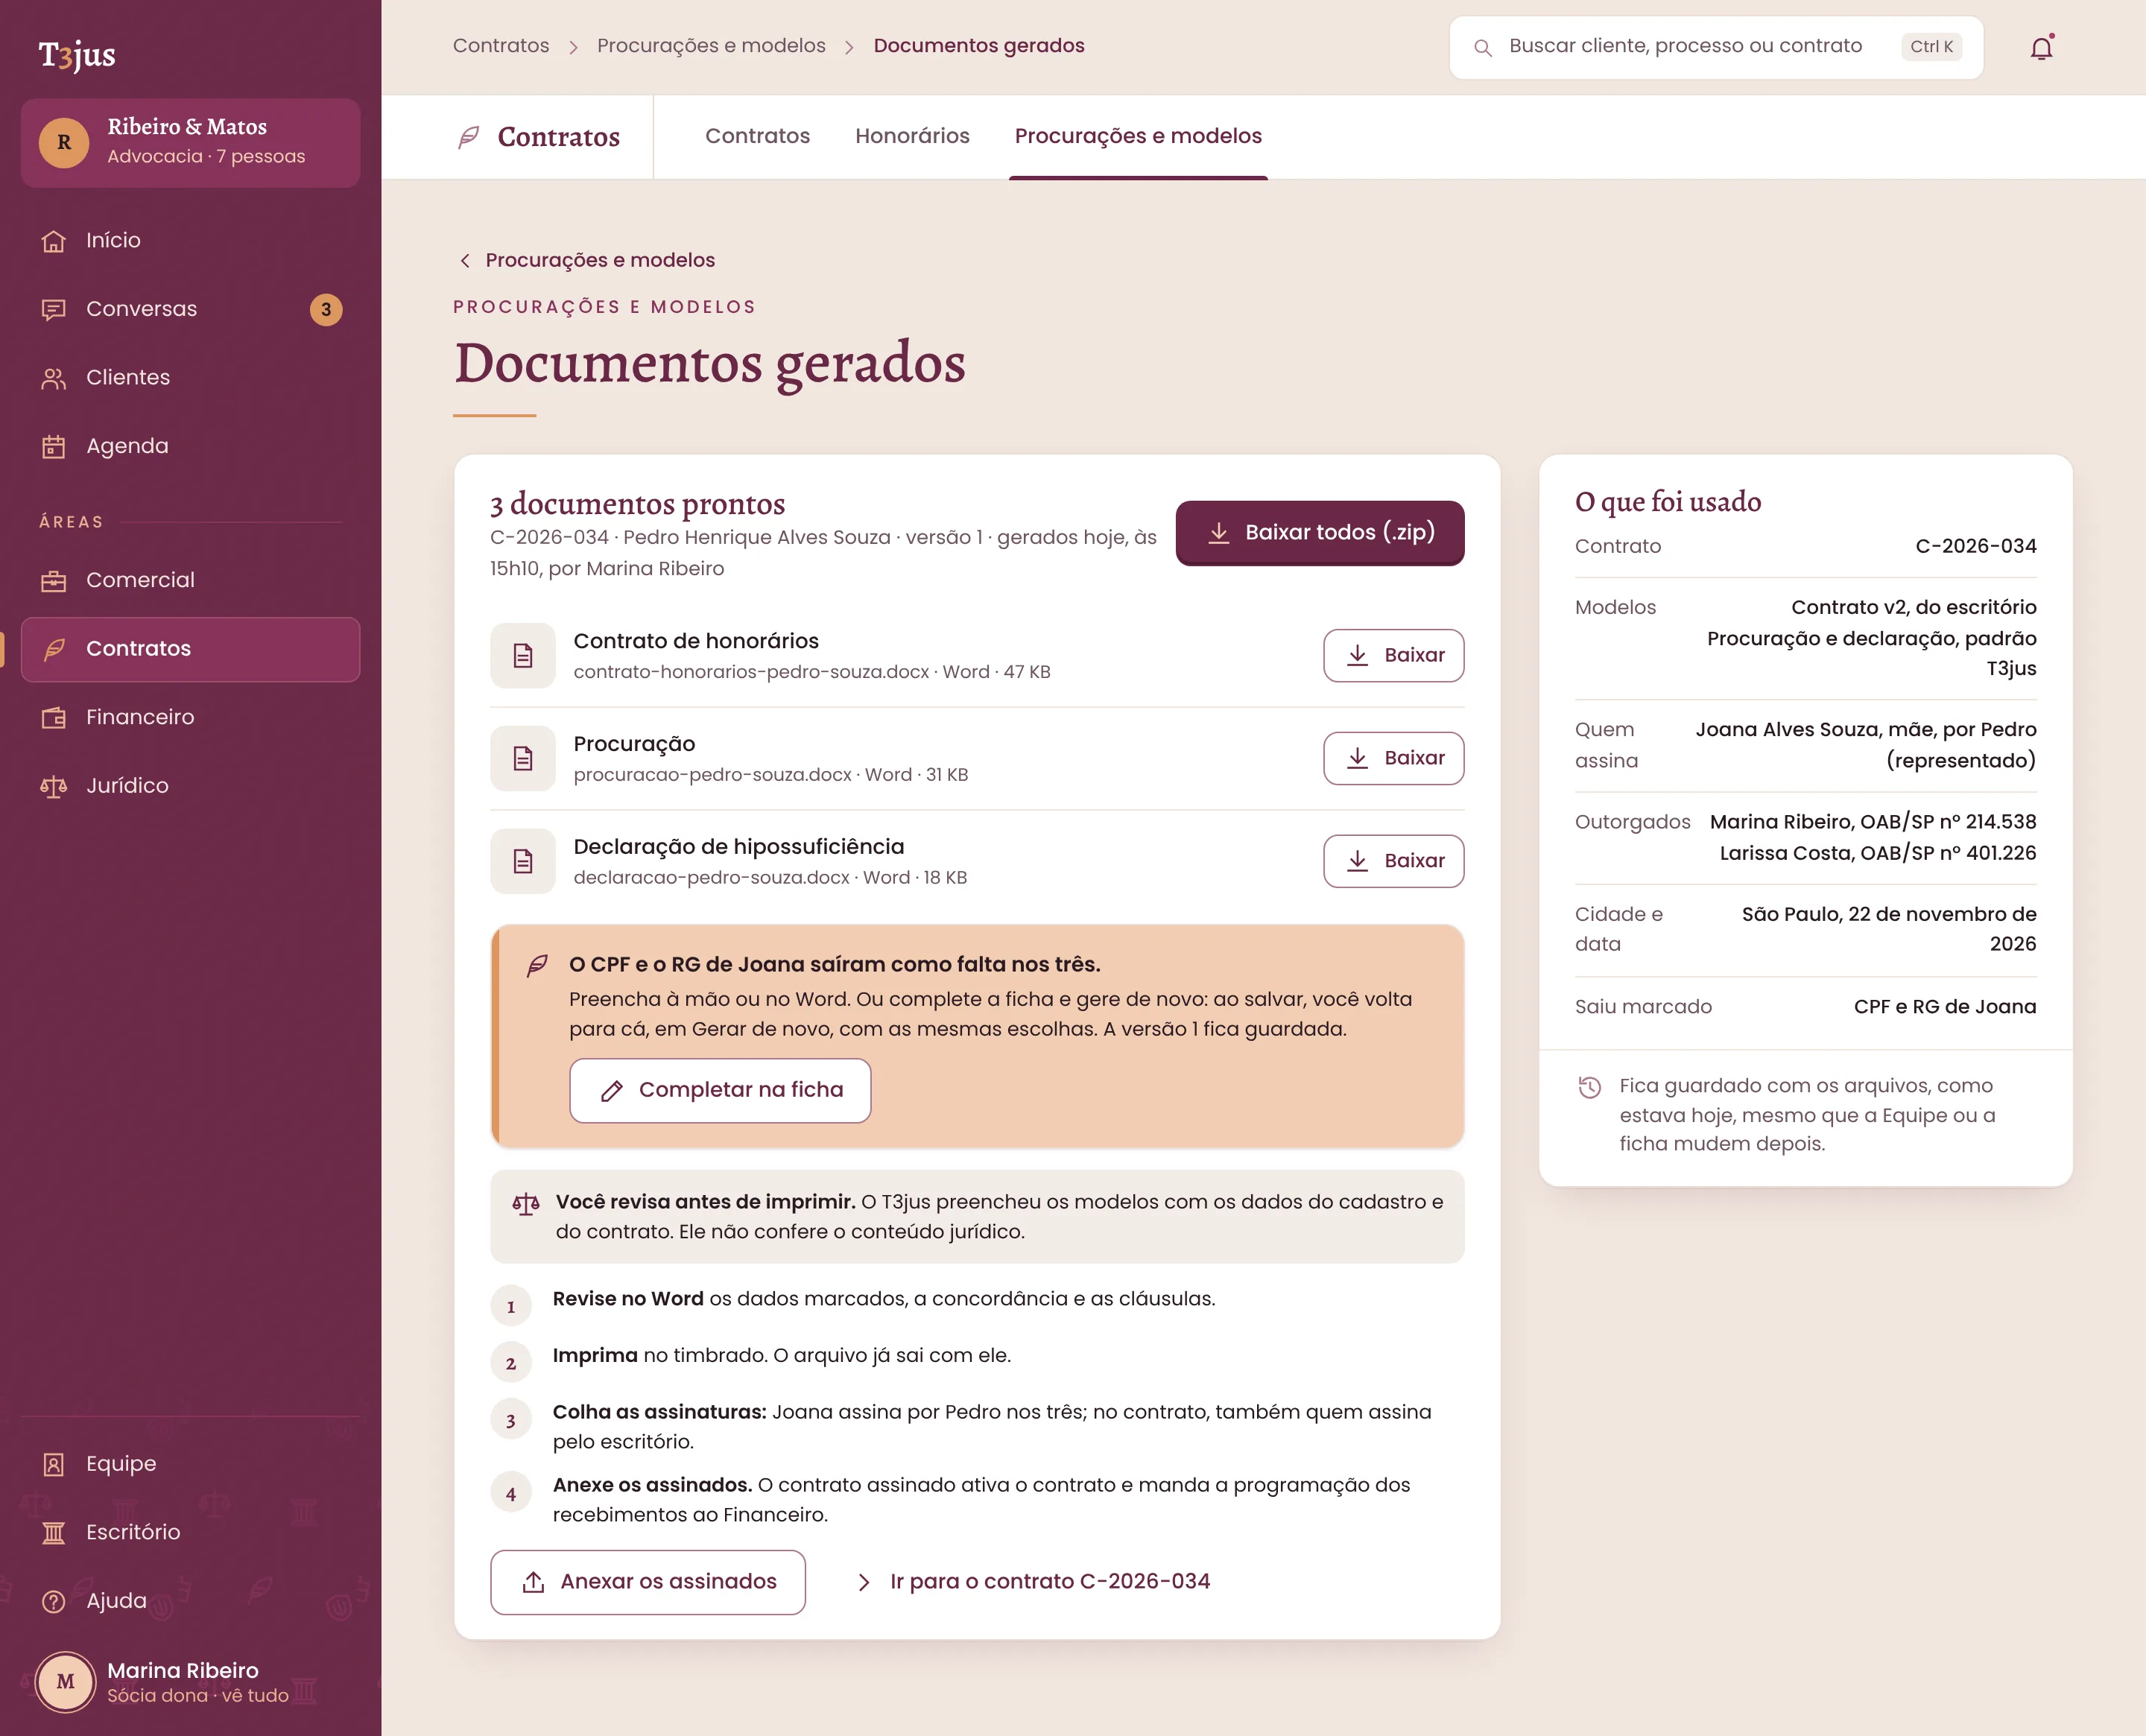 T3jus
R
Ribeiro & Matos
Advocacia · 7 pessoas
Início
Conversas
3
Clientes
Agenda
ÁREAS
Comercial
Contratos
Financeiro
Jurídico
Equipe
Escritório
Ajuda
M
Marina Ribeiro
Sócia dona · vê tudo
Contratos
Procurações e modelos
Documentos gerados
Buscar cliente, processo ou contrato
Ctrl K
Contratos
Contratos
Honorários
Procurações e modelos
Procurações e modelos
PROCURAÇÕES E MODELOS
Documentos gerados
3 documentos prontos
C-2026-034 · Pedro Henrique Alves Souza · versão 1 · gerados hoje, às
15h10, por Marina Ribeiro
Baixar todos (.zip)
Contrato de honorários
contrato-honorarios-pedro-souza.docx · Word · 47 KB
Baixar
Procuração
procuracao-pedro-souza.docx · Word · 31 KB
Baixar
Declaração de hipossuficiência
declaracao-pedro-souza.docx · Word · 18 KB
Baixar
O CPF e o RG de Joana saíram como falta nos três.
Preencha à mão ou no Word. Ou complete a ficha e gere de novo: ao salvar, você volta
para cá, em Gerar de novo, com as mesmas escolhas. A versão 1 fica guardada.
Completar na ficha
Você revisa antes de imprimir. O T3jus preencheu os modelos com os dados do cadastro e
do contrato. Ele não confere o conteúdo jurídico.
1
Revise no Word os dados marcados, a concordância e as cláusulas.
2
Imprima no timbrado. O arquivo já sai com ele.
3
Colha as assinaturas: Joana assina por Pedro nos três; no contrato, também quem assina
pelo escritório.
4
Anexe os assinados. O contrato assinado ativa o contrato e manda a programação dos
recebimentos ao Financeiro.
Anexar os assinados
Ir para o contrato C-2026-034
O que foi usado
Contrato
C-2026-034
Modelos
Contrato v2, do escritório
Procuração e declaração, padrão
T3jus
Quem
assina
Joana Alves Souza, mãe, por Pedro
(representado)
Outorgados
Marina Ribeiro, OAB/SP nº 214.538
Larissa Costa, OAB/SP nº 401.226
Cidade e
data
São Paulo, 22 de novembro de
2026
Saiu marcado
CPF e RG de Joana
Fica guardado com os arquivos, como
estava hoje, mesmo que a Equipe ou a
ficha mudem depois.